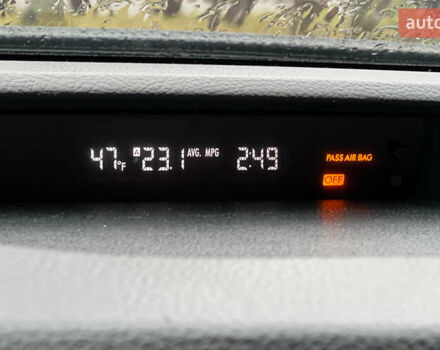 auto
47°F A 23.1 AVG. MPG 2:49
PASS AIR BAG
OFF